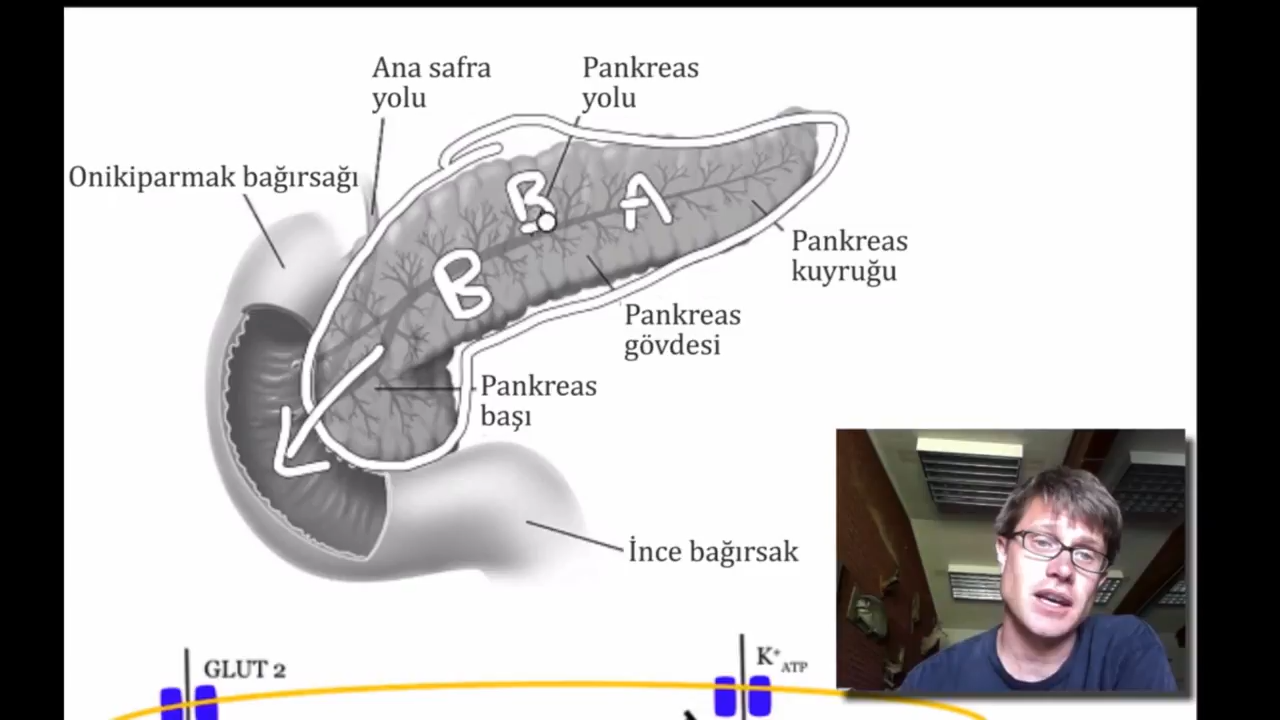 Ana safra
yolu
Pankreas
yolu
Onikiparmak bağırsağı
B
A
B
Pankreas
kuyruğu
Pankreas
gövdesi
Pankreas
başı
İnce bağırsak
GLUT 2
K+ ATP